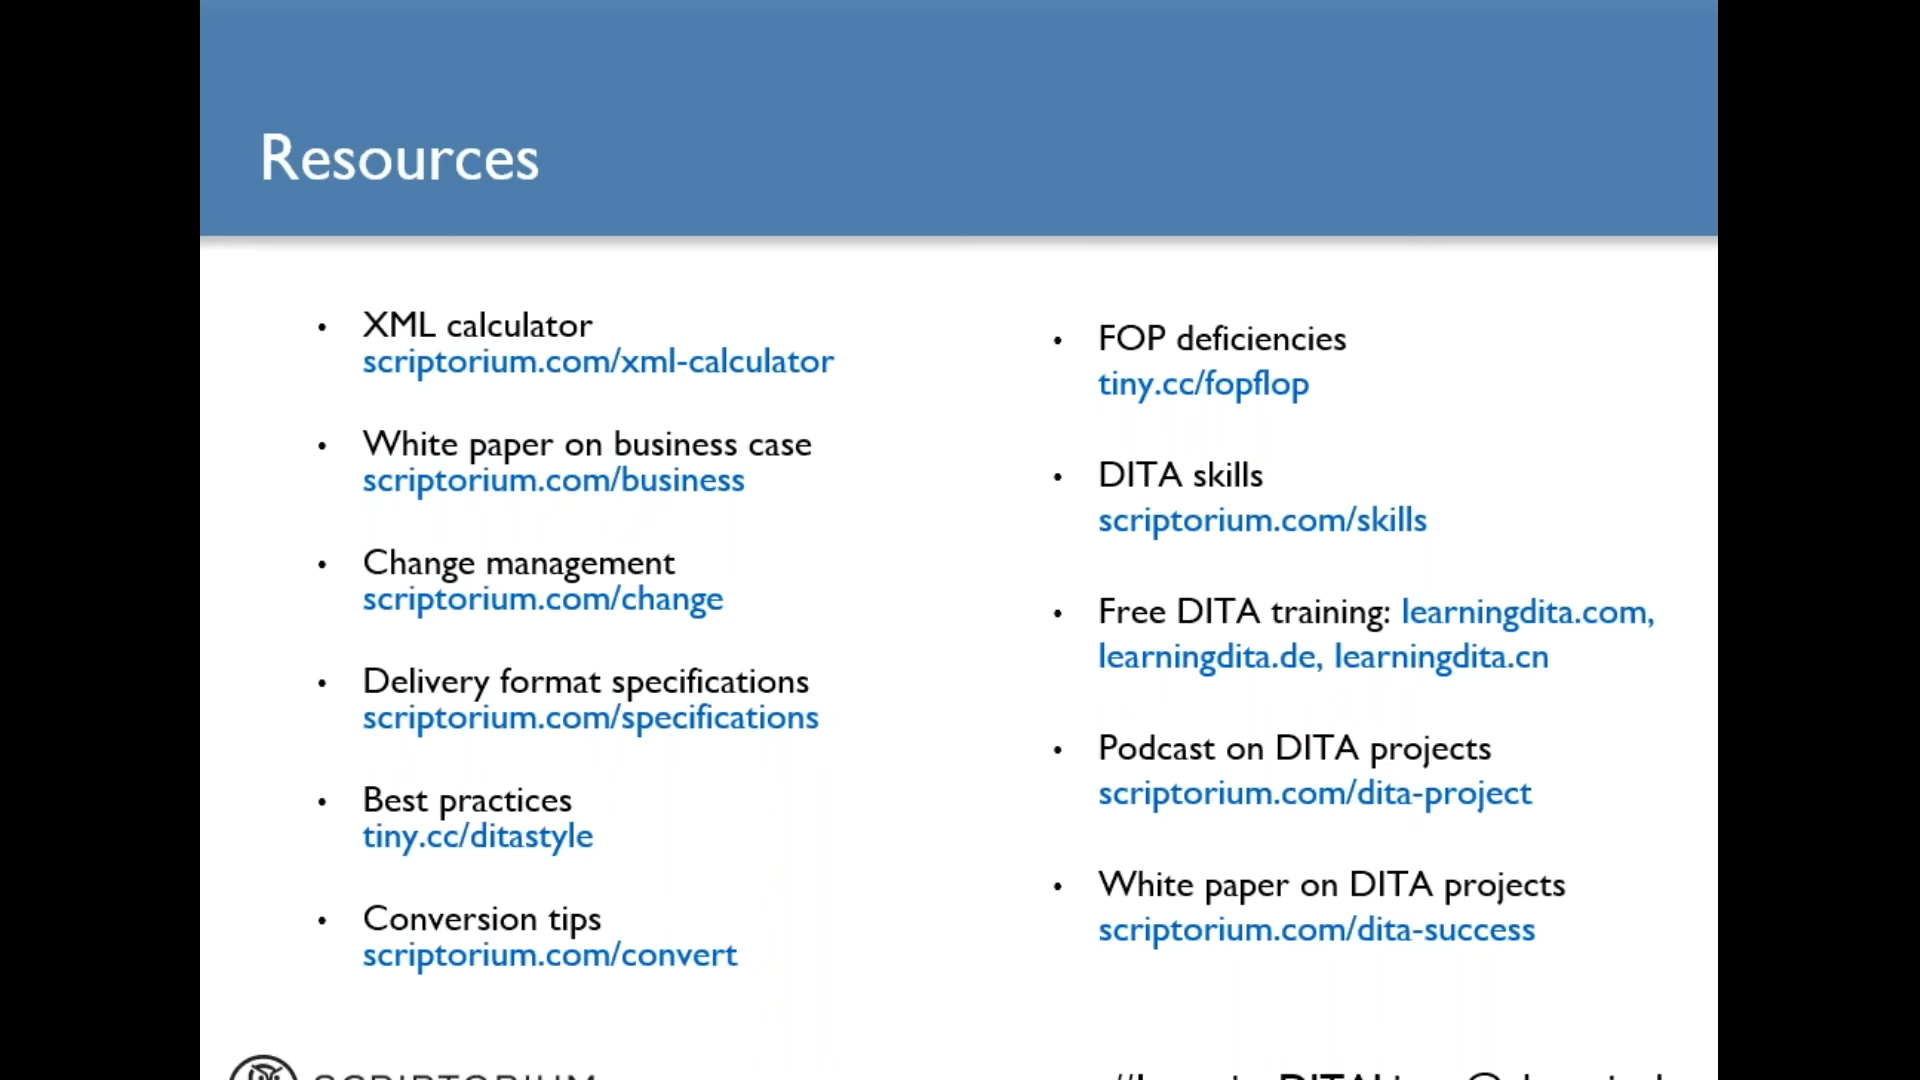 Resources
XML calculator
scriptorium.com/xml-calculator
White paper on business case
scriptorium.com/business
Change management
scriptorium.com/change
Delivery format specifications
scriptorium.com/specifications
Best practices
tiny.cc/ditastyle
Conversion tips
scriptorium.com/convert
FOP deficiencies
tiny.cc/fopflop
DITA skills
scriptorium.com/skills
Free DITA training: learningdita.com,
learningdita.de, learningdita.cn
Podcast on DITA projects
scriptorium.com/dita-project
White paper on DITA projects
scriptorium.com/dita-success
SCRIPTORIUM